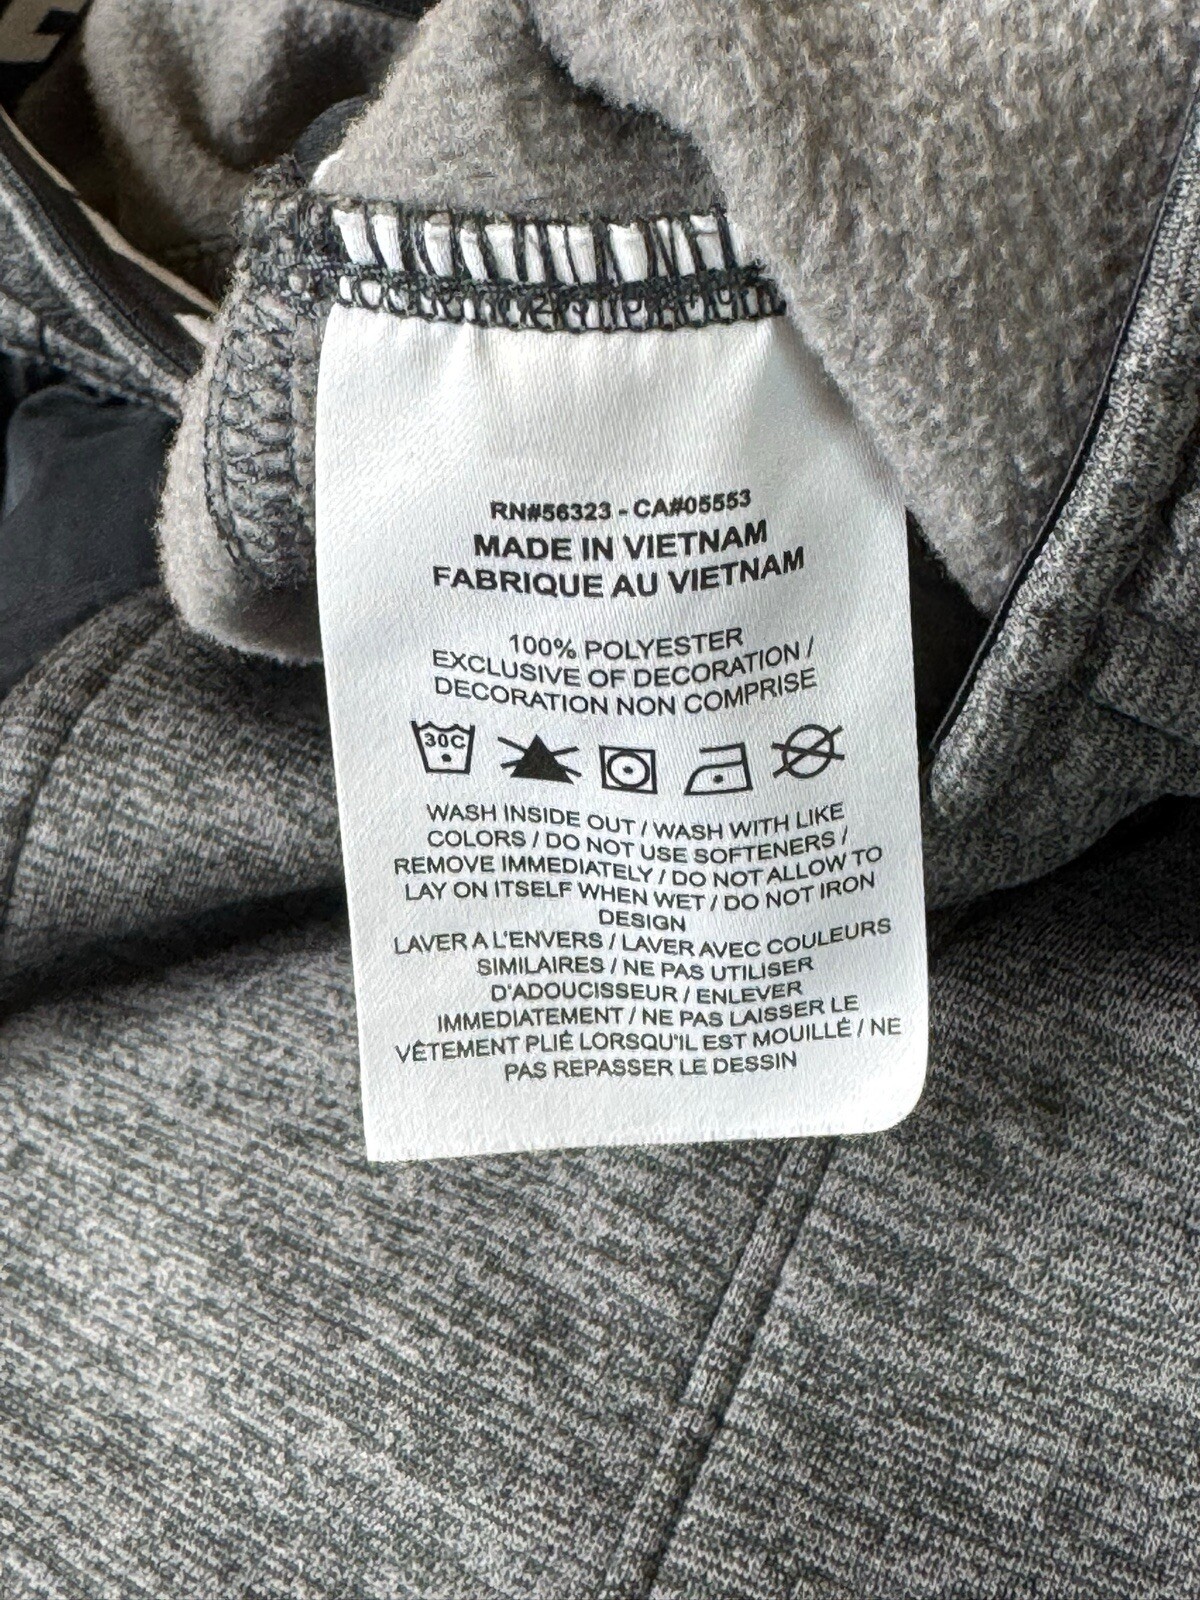 RN#56323 - CA#05553
MADE IN VIETNAM
FABRIQUE AU VIETNAM
100% POLYESTER
EXCLUSIVE OF DECORATION /
DECORATION NON COMPRISE
30C
WASH INSIDE OUT / WASH WITH LIKE
COLORS / DO NOT USE SOFTENERS /
REMOVE IMMEDIATELY / DO NOT ALLOW TO
LAY ON ITSELF WHEN WET / DO NOT IRON
DESIGN
LAVER A L'ENVERS / LAVER AVEC COULEURS
SIMILAIRES / NE PAS UTILISER
D'ADOUCISSEUR / ENLEVER
IMMEDIATEMENT / NE PAS LAISSER LE
VÊTEMENT PLIÉ LORSQU'IL EST MOUILLÉ / NE
PAS REPASSER LE DESSIN